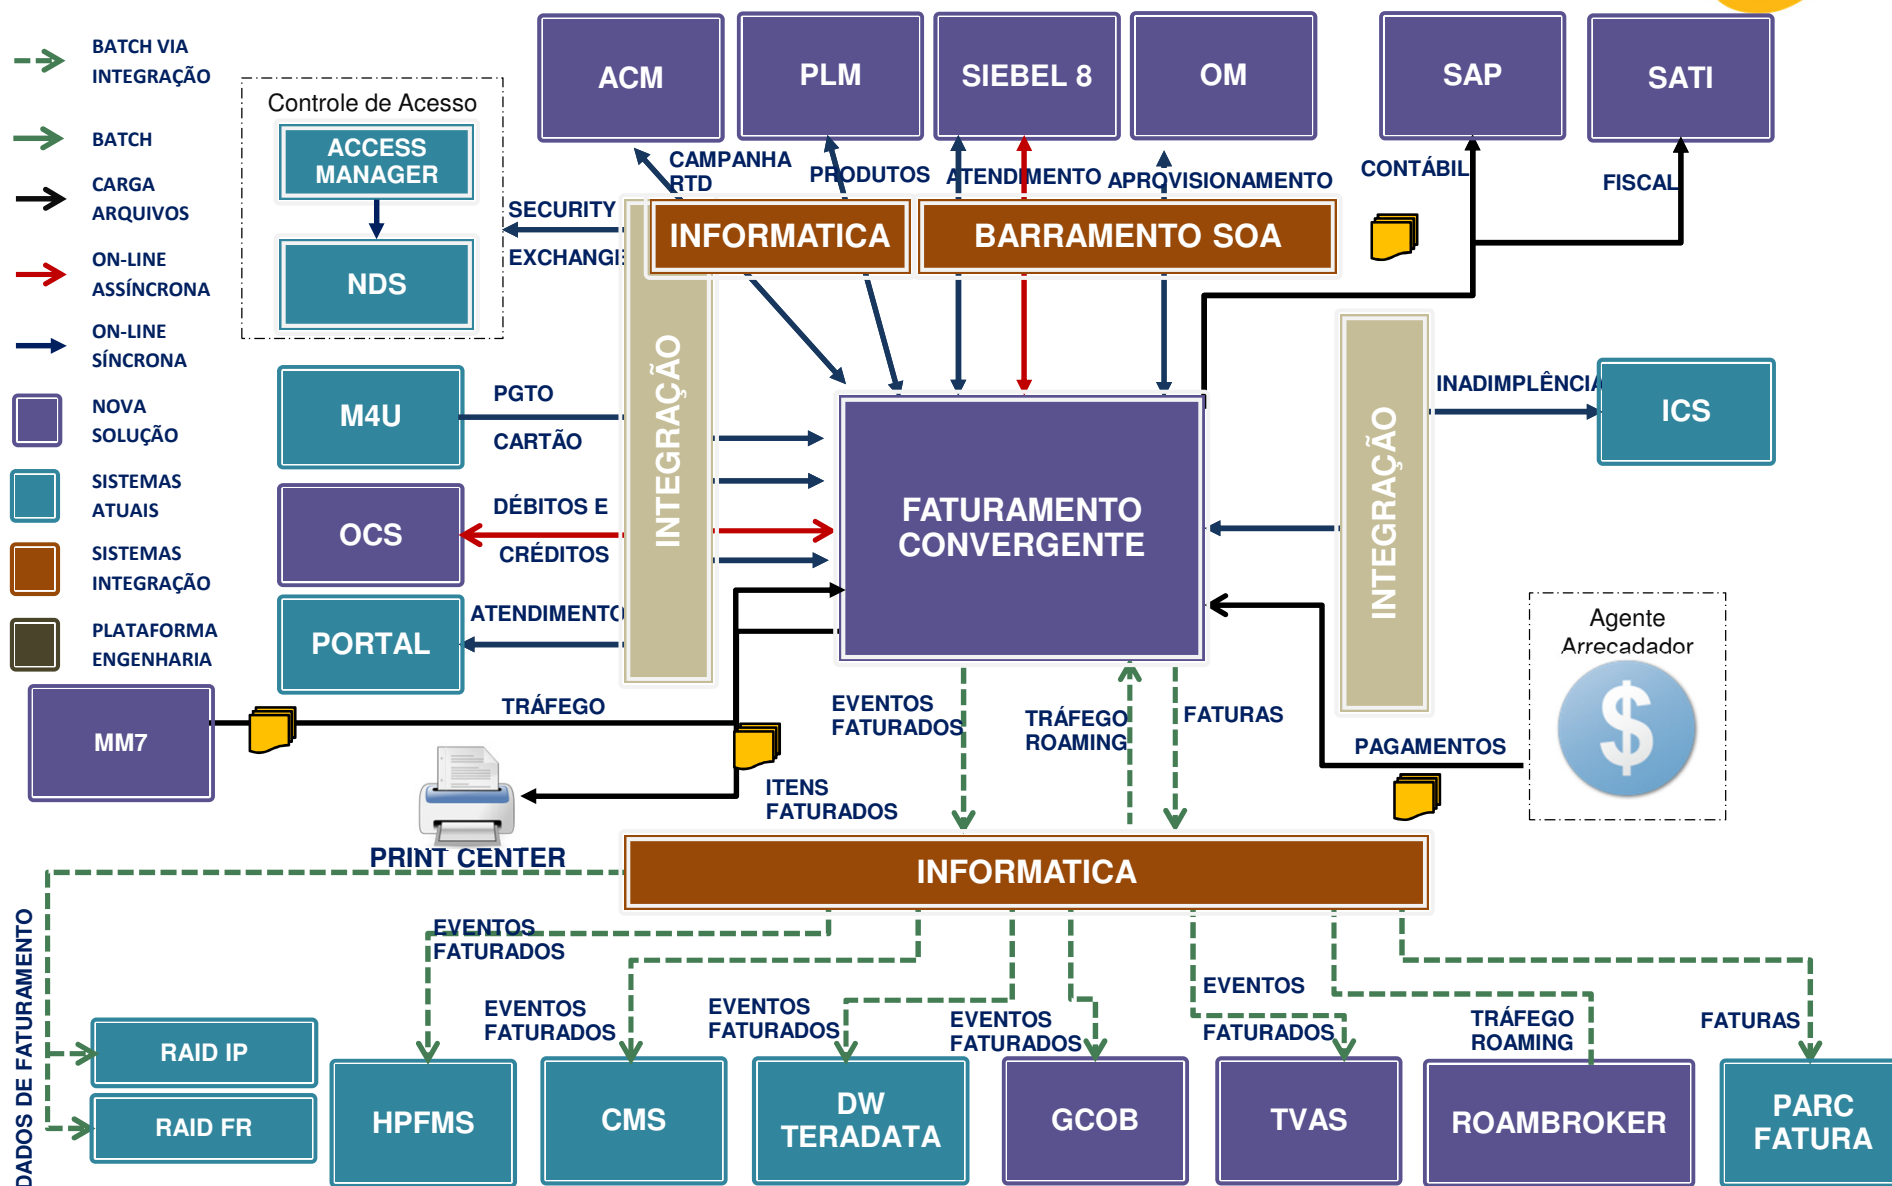 BATCH VIA
INTEGRAÇÃO
BATCH
CARGA
ARQUIVOS
ON-LINE
ASSÍNCRONA
ON-LINE
SÍNCRONA
NOVA
SOLUÇÃO
SISTEMAS
ATUAIS
SISTEMAS
INTEGRAÇÃO
PLATAFORMA
ENGENHARIA
Controle de Acesso
ACCESS
MANAGER
NDS
SECURITY
EXCHANGE
ACM
PLM
SIEBEL 8
OM
SAP
SATI
CAMPANHA
RTD
PRODUTOS
ATENDIMENTO
APROVISIONAMENTO
CONTÁBIL
FISCAL
INFORMATICA
BARRAMENTO SOA
INTEGRAÇÃO
M4U
PGTO
CARTÃO
OCS
DÉBITOS E
CRÉDITOS
PORTAL
ATENDIMENTO
FATURAMENTO
CONVERGENTE
INTEGRAÇÃO
INADIMPLÊNCIA
ICS
Agente
Arrecadador
$
PAGAMENTOS
MM7
TRÁFEGO
PRINT CENTER
ITENS
FATURADOS
EVENTOS
FATURADOS
TRÁFEGO
ROAMING
FATURAS
INFORMATICA
DADOS DE FATURAMENTO
RAID IP
RAID FR
EVENTOS
FATURADOS
HPFMS
EVENTOS
FATURADOS
CMS
EVENTOS
FATURADOS
DW
TERADATA
EVENTOS
FATURADOS
GCOB
EVENTOS
FATURADOS
TVAS
TRÁFEGO
ROAMING
ROAMBROKER
FATURAS
PARC
FATURA